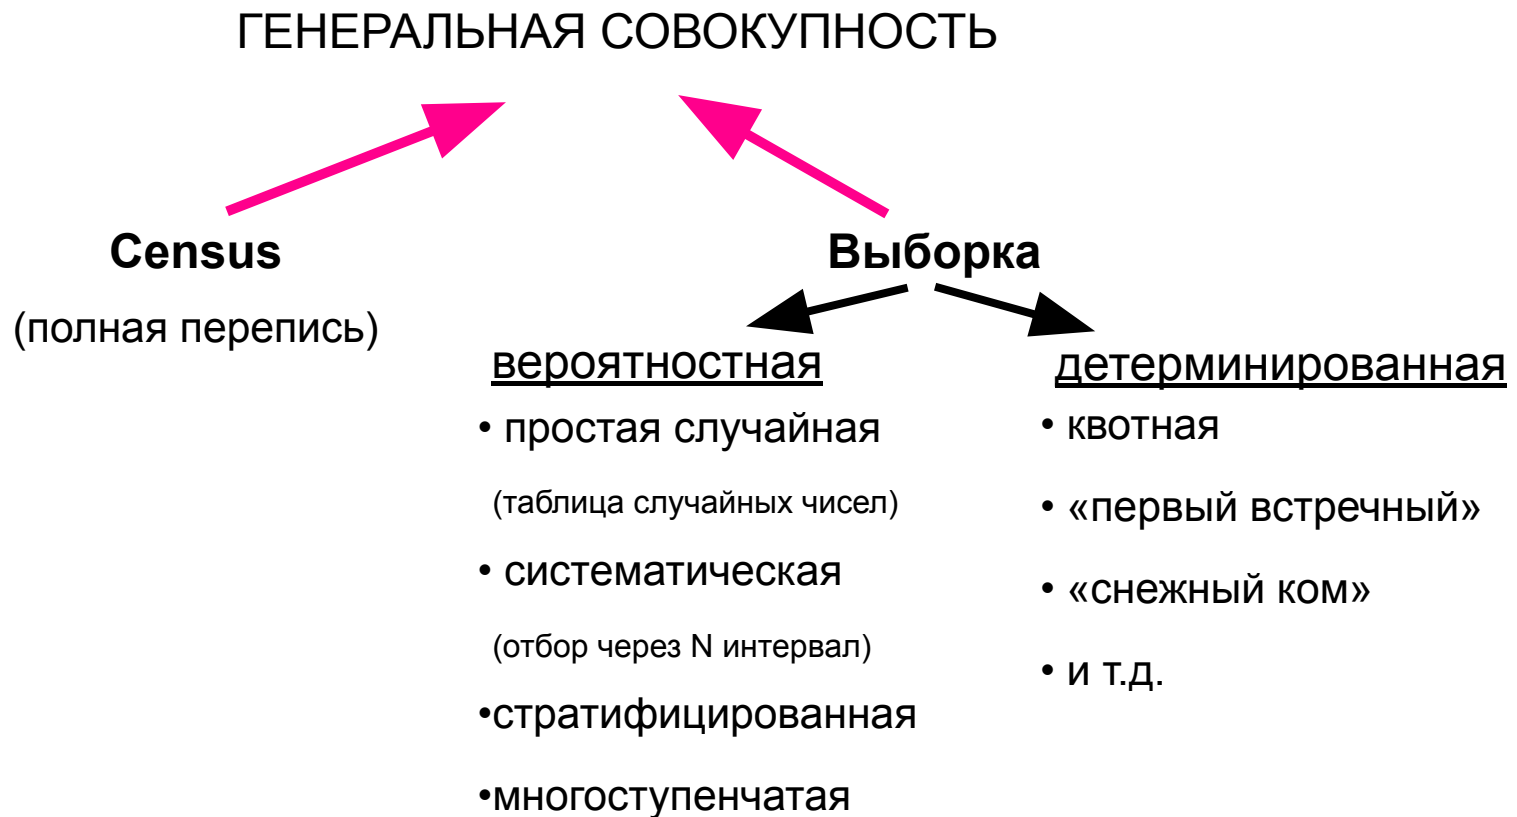 ГЕНЕРАЛЬНАЯ СОВОКУПНОСТЬ
Census
(полная перепись)
Выборка
вероятностная
• простая случайная
(таблица случайных чисел)
• систематическая
(отбор через N интервал)
•стратифицированная
•многоступенчатая
детерминированная
• квотная
• «первый встречный»
• «снежный ком»
• и т.д.